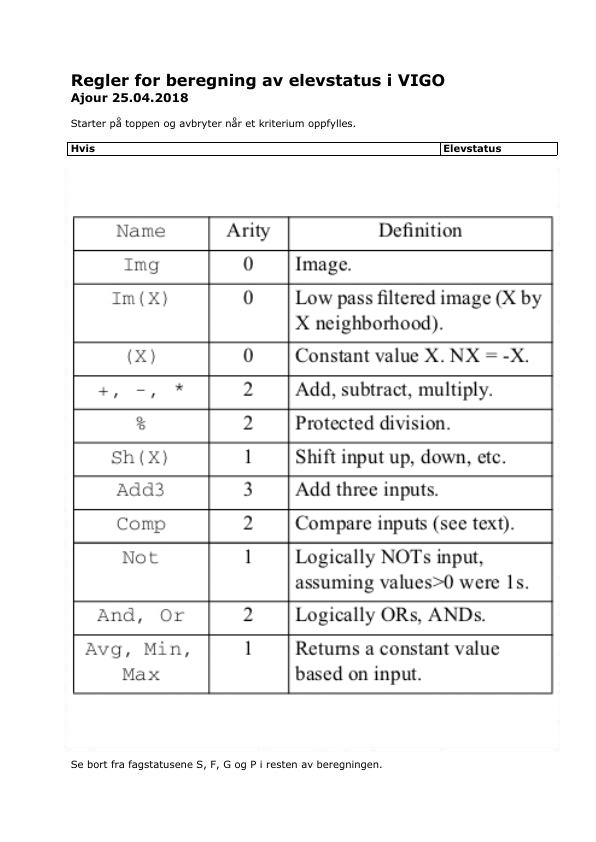 Regler for beregning av elevstatus i VIGO
Ajour 25.04.2018
Starter på toppen og avbryter når et kriterium oppfylles.
Hvis Elevstatus
Name Arity Definition
Img 0 Image.
Im(X) 0 Low pass filtered image (X by
X neighborhood).
(X) 0 Constant value X. NX = -X.
+, -, * 2 Add, subtract, multiply.
% 2 Protected division.
Sh(X) 1 Shift input up, down, etc.
Add3 3 Add three inputs.
Comp 2 Compare inputs (see text).
Not 1 Logically NOTs input,
assuming values>0 were 1s.
And, Or 2 Logically ORs, ANDs.
Avg, Min, 1 Returns a constant value
Max based on input.
Se bort fra fagstatusene S, F, G og P i resten av beregningen.